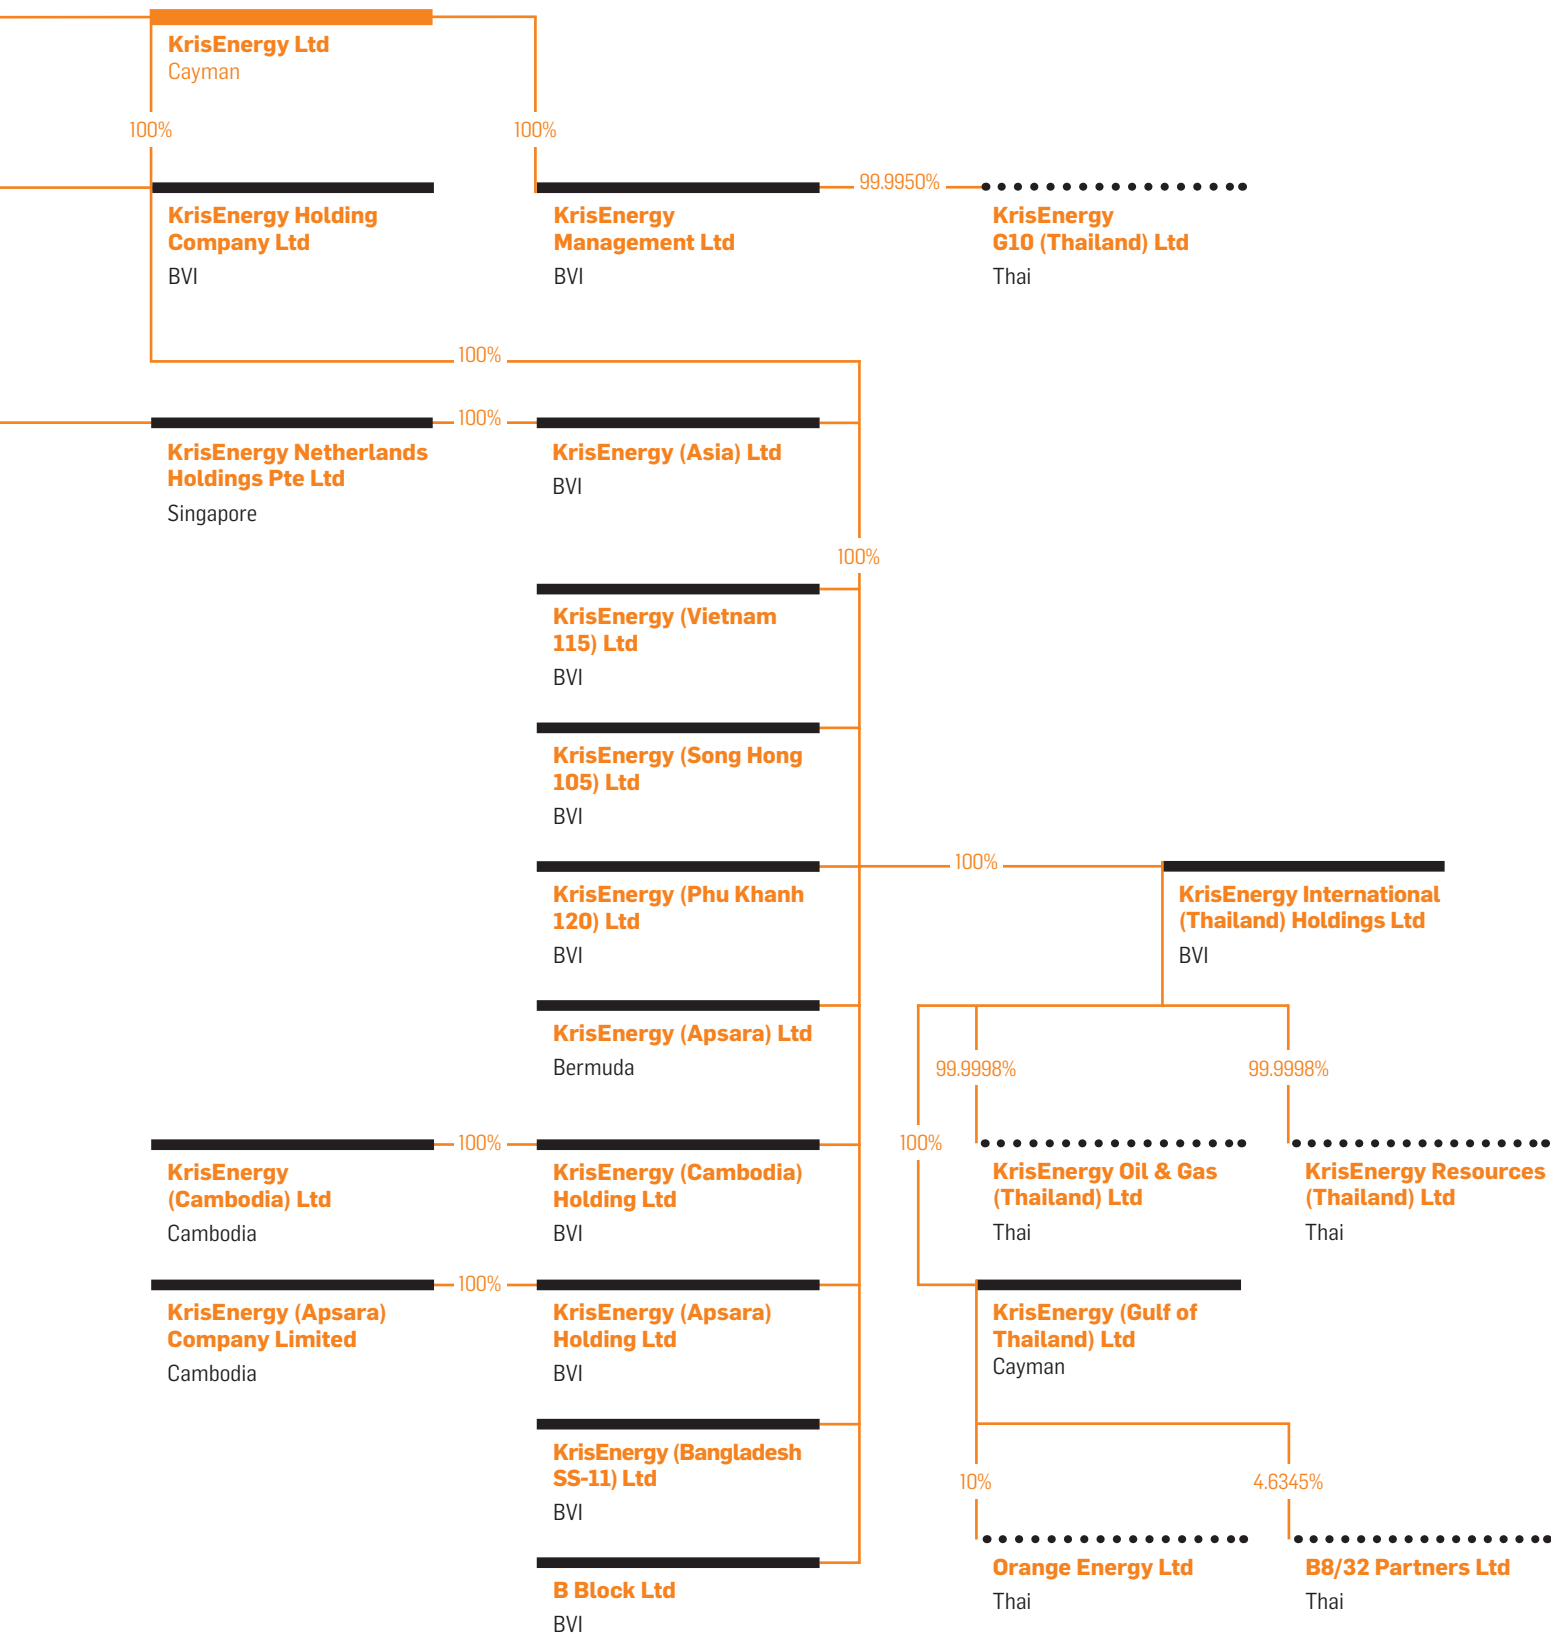 KrisEnergy Ltd
Cayman
100%
100%
KrisEnergy Holding
Company Ltd
BVI
KrisEnergy
Management Ltd
BVI
99.9950%
KrisEnergy
G10 (Thailand) Ltd
Thai
100%
KrisEnergy Netherlands
Holdings Pte Ltd
Singapore
100%
KrisEnergy (Asia) Ltd
BVI
100%
KrisEnergy (Vietnam
115) Ltd
BVI
KrisEnergy (Song Hong
105) Ltd
BVI
KrisEnergy (Phu Khanh
120) Ltd
BVI
100%
KrisEnergy International
(Thailand) Holdings Ltd
BVI
KrisEnergy (Apsara) Ltd
Bermuda
99.9998%
99.9998%
100%
KrisEnergy
(Cambodia) Ltd
Cambodia
100%
KrisEnergy (Cambodia)
Holding Ltd
BVI
KrisEnergy Oil & Gas
(Thailand) Ltd
Thai
KrisEnergy Resources
(Thailand) Ltd
Thai
KrisEnergy (Apsara)
Company Limited
Cambodia
100%
KrisEnergy (Apsara)
Holding Ltd
BVI
KrisEnergy (Gulf of
Thailand) Ltd
Cayman
KrisEnergy (Bangladesh
SS-11) Ltd
BVI
10%
4.6345%
B Block Ltd
BVI
Orange Energy Ltd
Thai
B8/32 Partners Ltd
Thai